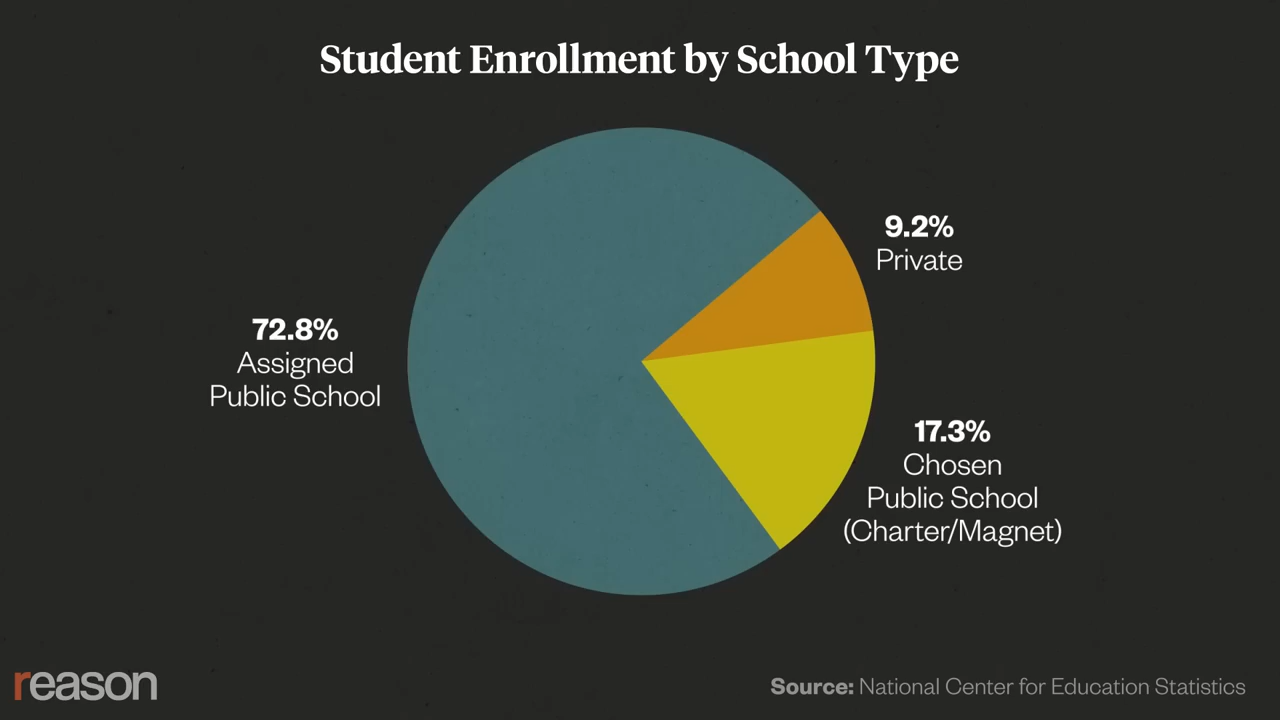 Student Enrollment by School Type
9.2%
Private
72.8%
Assigned
Public School
17.3%
Chosen
Public School
(Charter/Magnet)
reason
Source: National Center for Education Statistics